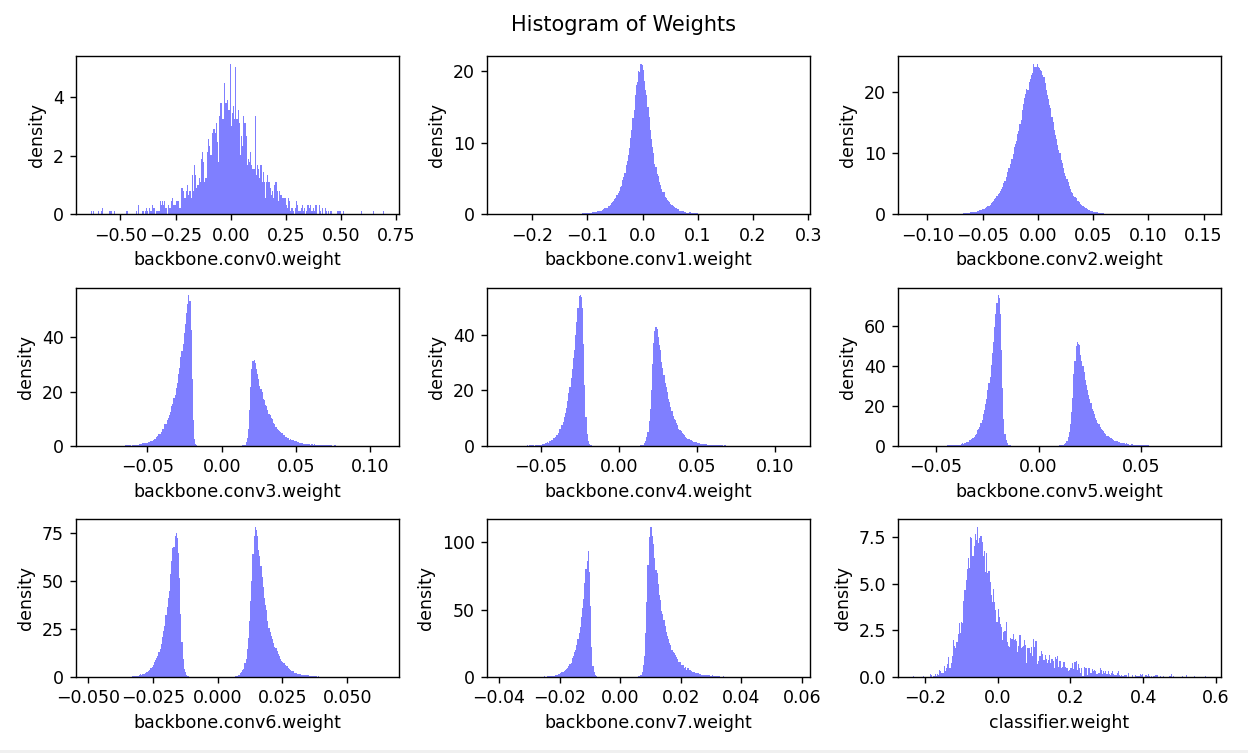 Histogram of Weights
density
4
2
0
−0.50 −0.25 0.00 0.25 0.50 0.75
backbone.conv0.weight
density
20
10
0
−0.2 −0.1 0.0 0.1 0.2 0.3
backbone.conv1.weight
density
20
10
0
−0.10 −0.05 0.00 0.05 0.10 0.15
backbone.conv2.weight
density
40
20
0
−0.05 0.00 0.05 0.10
backbone.conv3.weight
density
40
20
0
−0.05 0.00 0.05 0.10
backbone.conv4.weight
density
60
40
20
0
−0.05 0.00 0.05
backbone.conv5.weight
density
75
50
25
0
−0.050 −0.025 0.000 0.025 0.050
backbone.conv6.weight
density
100
50
0
−0.04 −0.02 0.00 0.02 0.04 0.06
backbone.conv7.weight
density
7.5
5.0
2.5
0.0
−0.2 0.0 0.2 0.4 0.6
classifier.weight